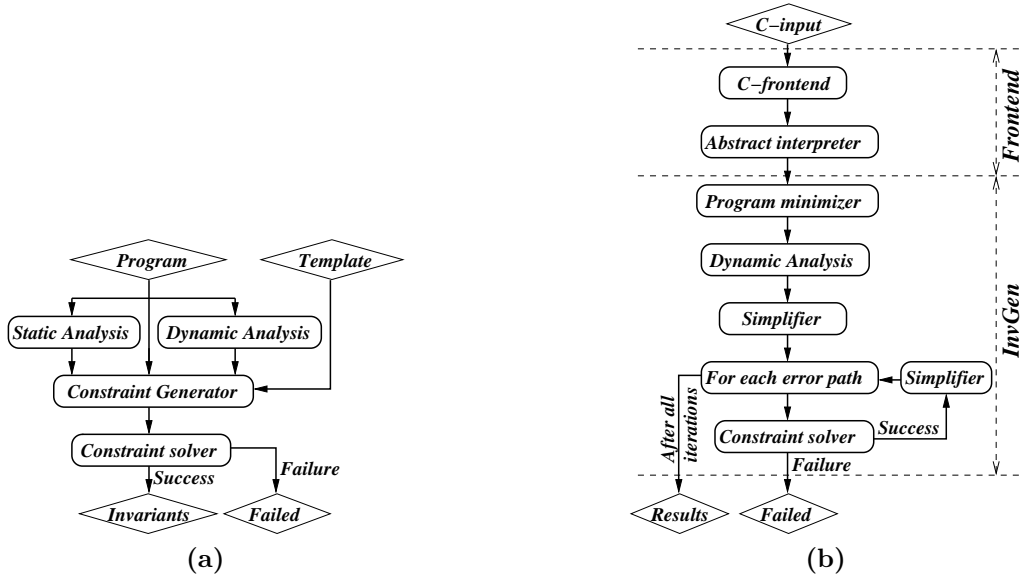 Program
Template
Static Analysis
Dynamic Analysis
Constraint Generator
Constraint solver
Success
Failure
Invariants
Failed
(a)
C-input
C-frontend
Abstract interpreter
Frontend
Program minimizer
Dynamic Analysis
Simplifier
For each error path
Simplifier
After all
iterations
Constraint solver
Success
Failure
InvGen
Results
Failed
(b)